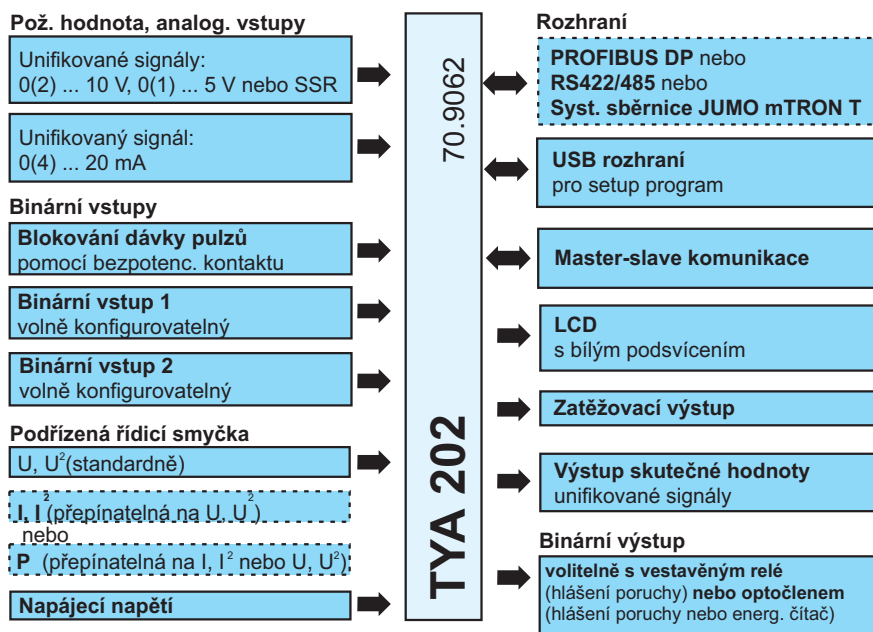 Pož. hodnota, analog. vstupy
Unifikované signály:
0(2) ... 10 V, 0(1) ... 5 V nebo SSR
Unifikovaný signál:
0(4) ... 20 mA
Binární vstupy
Blokování dávky pulzů
pomocí bezpotenc. kontaktu
Binární vstup 1
volně konfigurovatelný
Binární vstup 2
volně konfigurovatelný
Podřízená řídicí smyčka
U, U²(standardně)
I, I²(přepínatelná na U, U²)
nebo
P (přepínatelná na I, I² nebo U, U²)
Napájecí napětí
70.9062
TYA 202
Rozhraní
PROFIBUS DP nebo
RS422/485 nebo
Syst. sběrnice JUMO mTRON T
USB rozhraní
pro setup program
Master-slave komunikace
LCD
s bílým podsvícením
Zatěžovací výstup
Výstup skutečné hodnoty
unifikované signály
Binární výstup
volitelně s vestavěným relé
(hlášení poruchy) nebo optočlenem
(hlášení poruchy nebo energ. čítač)